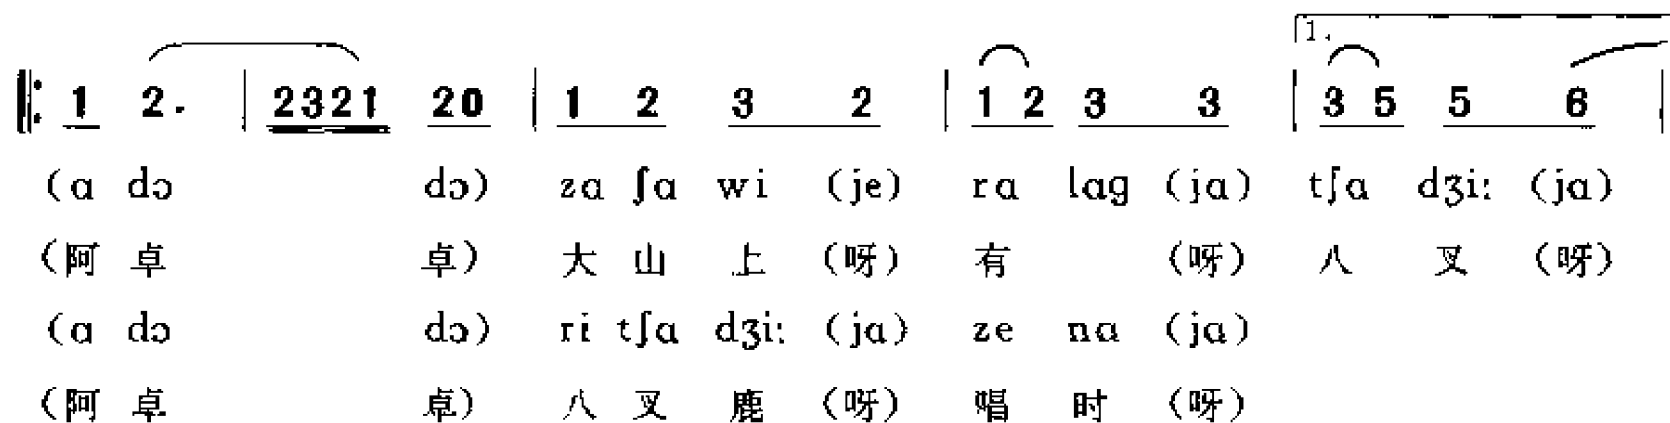 1.
1 2. | 2321 20 | 1 2 3 2 | 1 2 3 3 | 3 5 5 6 |
(ɑ dɔ dɔ) zɑ ʃɑ wi (je) rɑ lɑg (jɑ) tʃɑ dʒi: (jɑ)
(阿 卓 卓) 大 山 上 (呀) 有 (呀) 八 叉 (呀)
(ɑ dɔ dɔ) ri tʃɑ dʒi: (jɑ) ze nɑ (jɑ)
(阿 卓 卓) 八 叉 鹿 (呀) 唱 时 (呀)